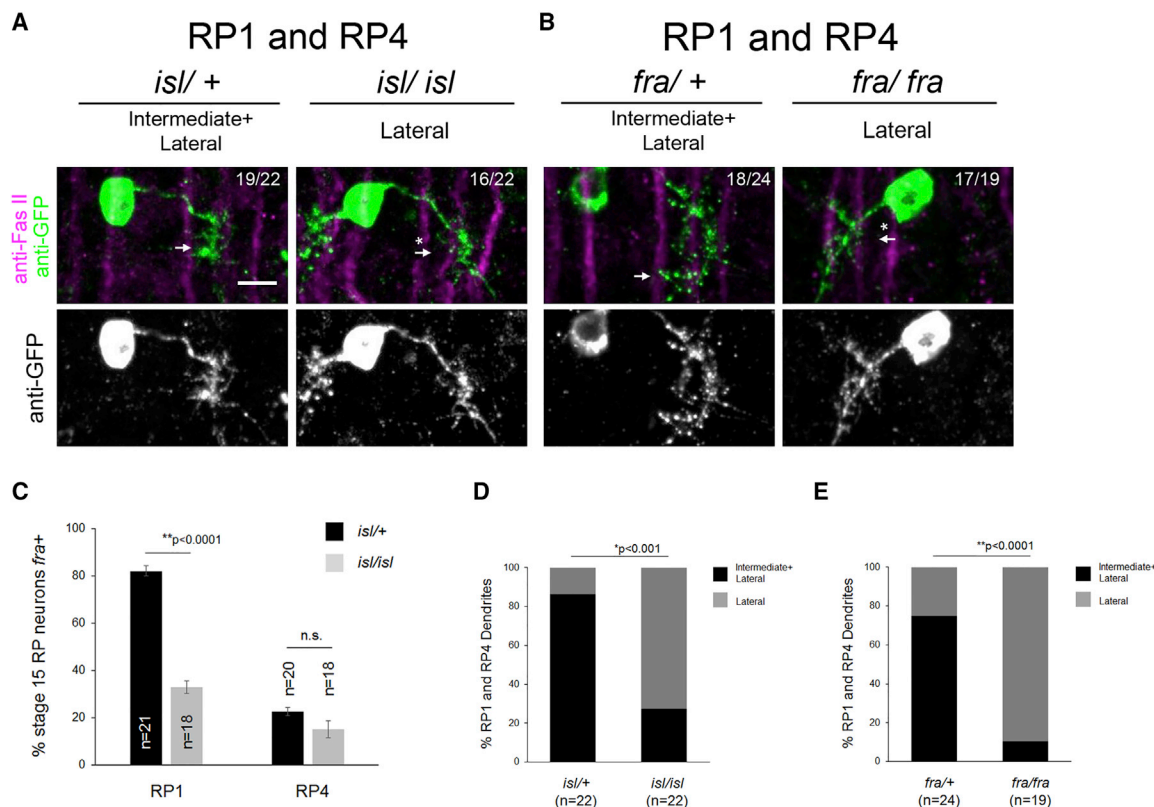 A
RP1 and RP4
isl/ +
isl/ isl
Intermediate+
Lateral
Lateral
B
RP1 and RP4
fra/ +
fra/ fra
Intermediate+
Lateral
Lateral
anti-Fas II
anti-GFP
19/22
*
16/22
18/24
17/19
*
anti-GFP
C
% stage 15 RP neurons fra+
100
80
60
40
20
0
**p<0.0001
n.s.
n=21
n=18
n=20
n=18
RP1
RP4
isl/+
isl/isl
D
% RP1 and RP4 Dendrites
100
80
60
40
20
0
*p<0.001
Intermediate+
Lateral
Lateral
isl/+
isl/isl
(n=22)
(n=22)
E
% RP1 and RP4 Dendrites
100
80
60
40
20
0
**p<0.0001
Intermediate+
Lateral
Lateral
fra/+
fra/fra
(n=24)
(n=19)